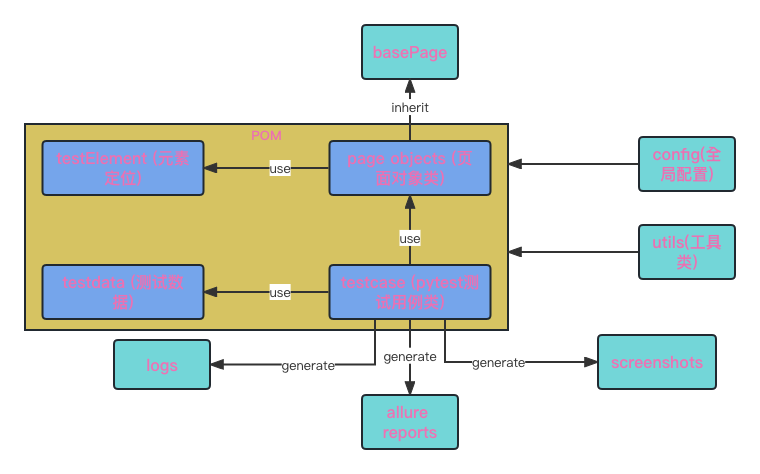 basePage
inherit
POM
testElement (元素
定位)
use
page objects (页
面对象类)
config(全
局配置)
use
utils(工具
类)
testdata (测试数
据)
use
testcase (pytest测
试用例类)
logs
generate
generate
generate
screenshots
allure
reports